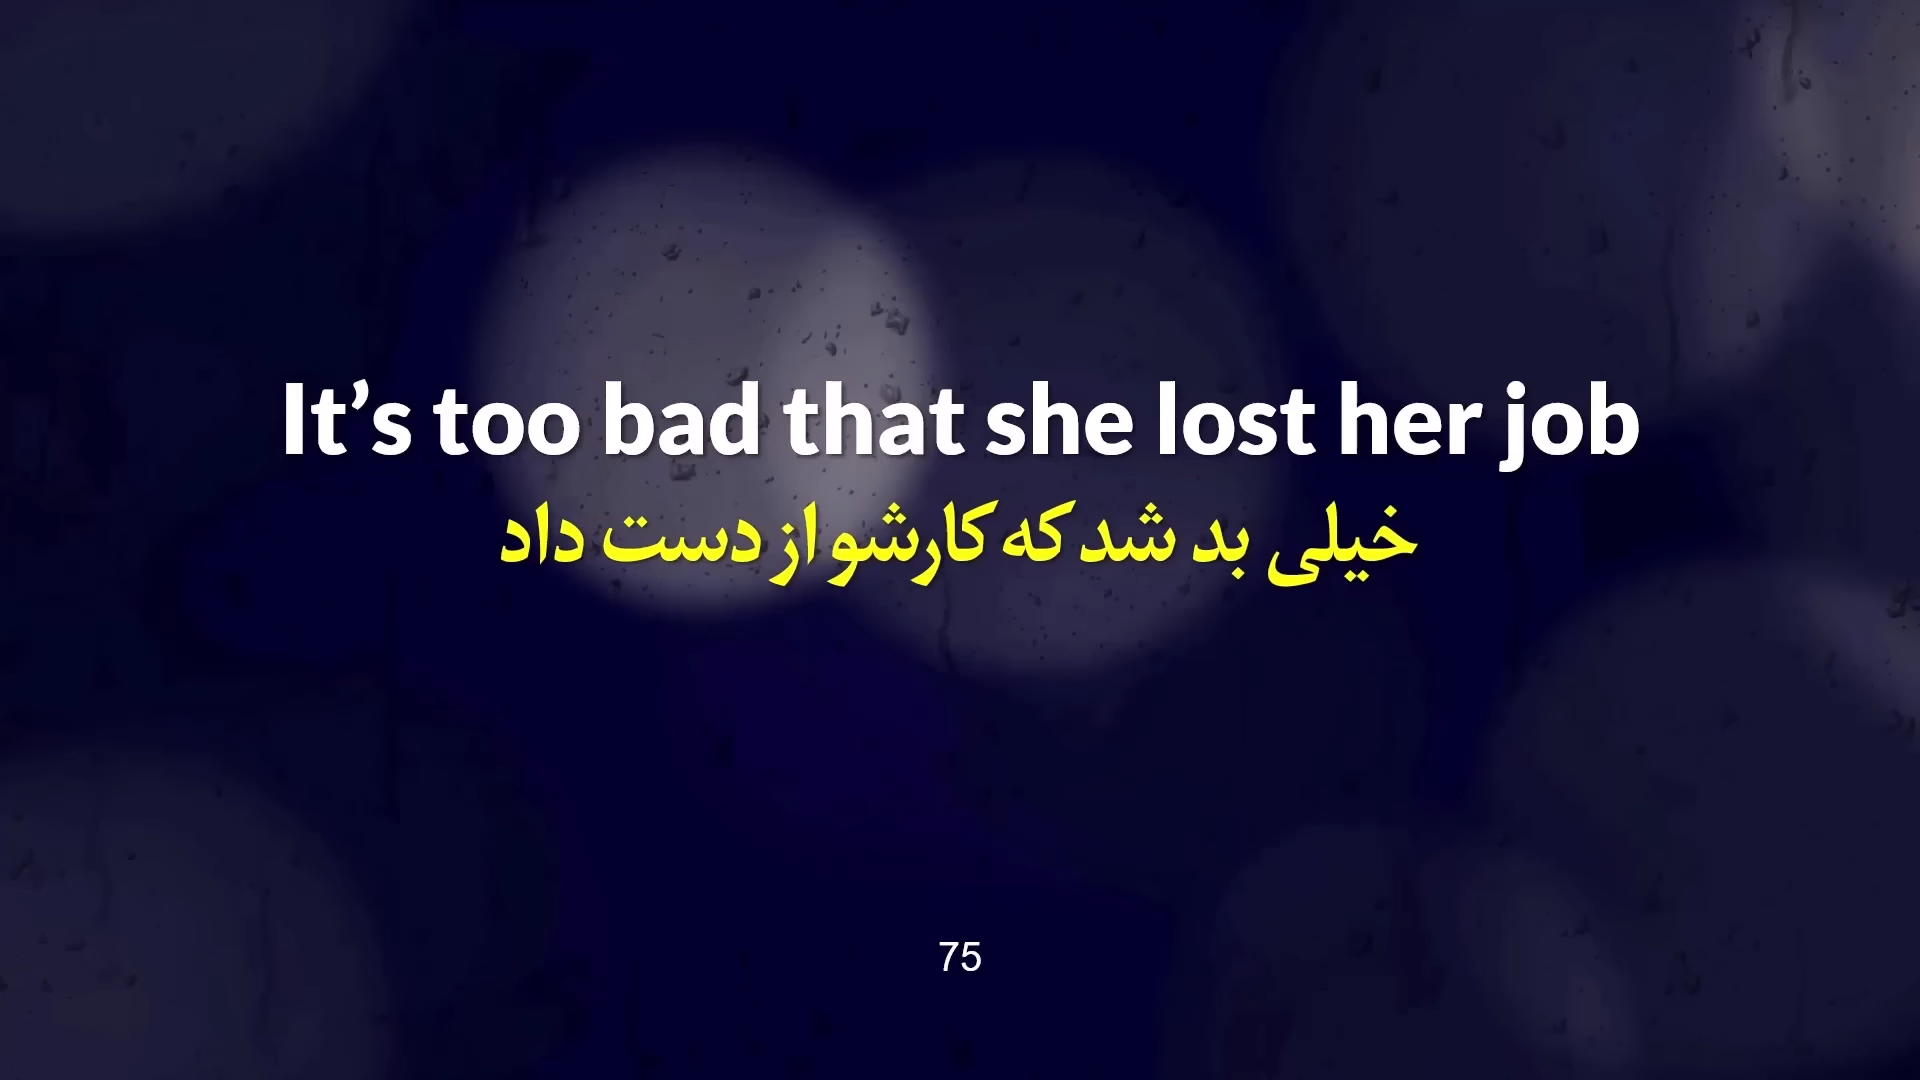 It’s too bad that she lost her job
خیلی بد شد که کارشو از دست داد
75